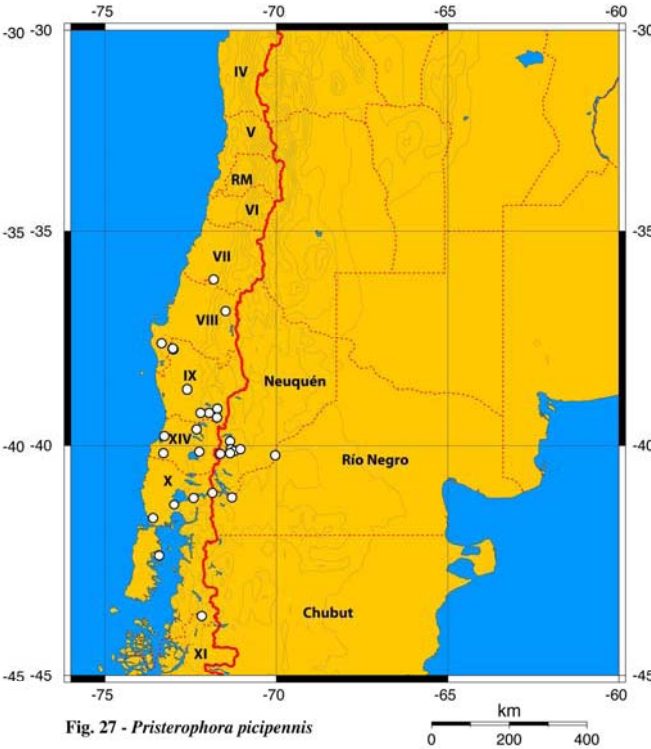 -75 -70 -65 -60
-30 -30 -30
IV
V
RM
VI
-35 -35 -35
VII
VIII
IX
Neuquén
XIV
-40 -40 -40
Río Negro
X
Chubut
XI
-45 -45 -45
-75 -70 -65 -60
Fig. 27 - Pristerophora picipennis
km
0 200 400